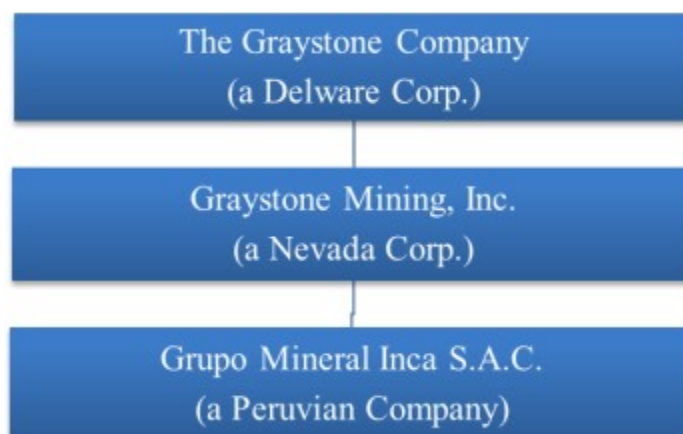 The Graystone Company
(a Delware Corp.)
Graystone Mining, Inc.
(a Nevada Corp.)
Grupo Mineral Inca S.A.C.
(a Peruvian Company)